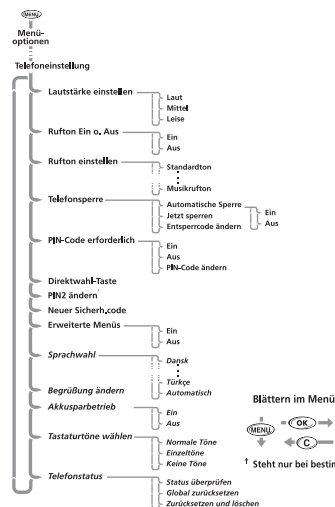 MENU
Menü-
optionen
Telefoneinstellung
Lautstärke einstellen
Laut
Mittel
Leise
Rufton Ein o. Aus
Ein
Aus
Rufton einstellen
Standardton
Musikrufton
Telefonsperre
Automatische Sperre
Ein
Aus
Jetzt sperren
Entsperrcode ändern
PIN-Code erforderlich
Ein
Aus
PIN-Code ändern
Direktwahl-Taste
PIN2 ändern
Neuer Sicherh.code
Erweiterte Menüs
Ein
Aus
Sprachwahl
Dansk
Türkçe
Automatisch
Begrüßung ändern
Akkusparbetrieb
Ein
Aus
Tastaturtöne wählen
Normale Töne
Einzeltöne
Keine Töne
Telefonstatus
Status überprüfen
Global zurücksetzen
Zurücksetzen und löschen
Blättern im Menü
MENU
OK
C
† Steht nur bei